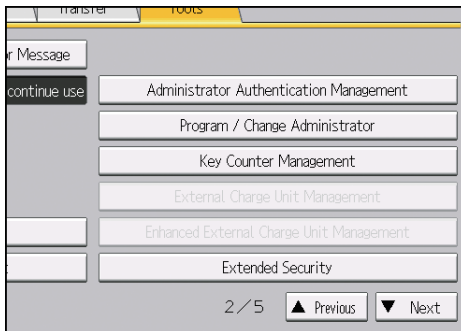 Transfer
Tools
r Message
continue use
Administrator Authentication Management
Program / Change Administrator
Key Counter Management
External Charge Unit Management
Enhanced External Charge Unit Management
Extended Security
2/5 ▲ Previous ▼ Next